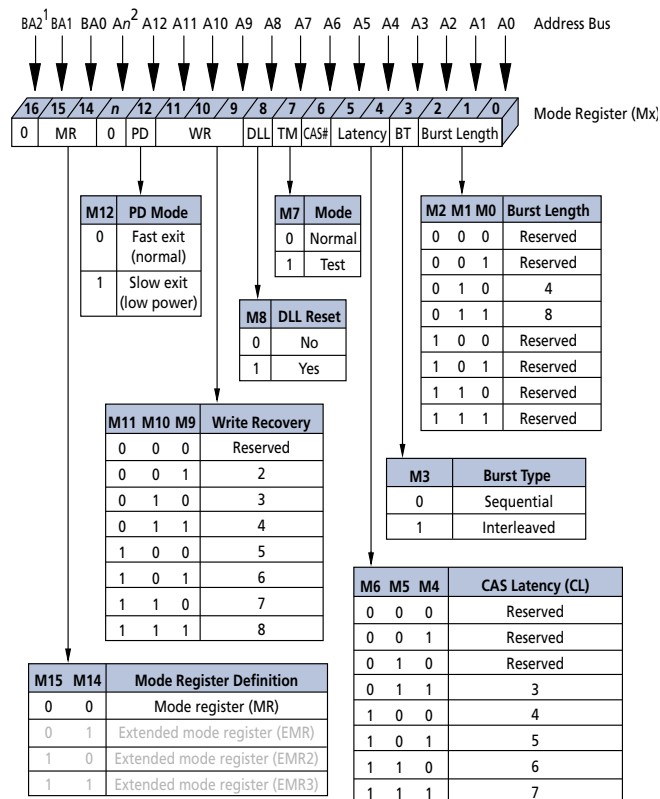 BA2¹ BA1 BA0 An² A12 A11 A10 A9 A8 A7 A6 A5 A4 A3 A2 A1 A0 Address Bus
16 15 14 n 12 11 10 9 8 7 6 5 4 3 2 1 0 Mode Register (Mx)
0 MR 0 PD WR DLL TM CAS# Latency BT Burst Length
M12 PD Mode
0 Fast exit
(normal)
1 Slow exit
(low power)
M7 Mode
0 Normal
1 Test
M2 M1 M0 Burst Length
0 0 0 Reserved
0 0 1 Reserved
0 1 0 4
0 1 1 8
1 0 0 Reserved
1 0 1 Reserved
1 1 0 Reserved
1 1 1 Reserved
M8 DLL Reset
0 No
1 Yes
M11 M10 M9 Write Recovery
0 0 0 Reserved
0 0 1 2
0 1 0 3
0 1 1 4
1 0 0 5
1 0 1 6
1 1 0 7
1 1 1 8
M3 Burst Type
0 Sequential
1 Interleaved
M6 M5 M4 CAS Latency (CL)
0 0 0 Reserved
0 0 1 Reserved
0 1 0 Reserved
0 1 1 3
1 0 0 4
1 0 1 5
1 1 0 6
1 1 1 7
M15 M14 Mode Register Definition
0 0 Mode register (MR)
0 1 Extended mode register (EMR)
1 0 Extended mode register (EMR2)
1 1 Extended mode register (EMR3)